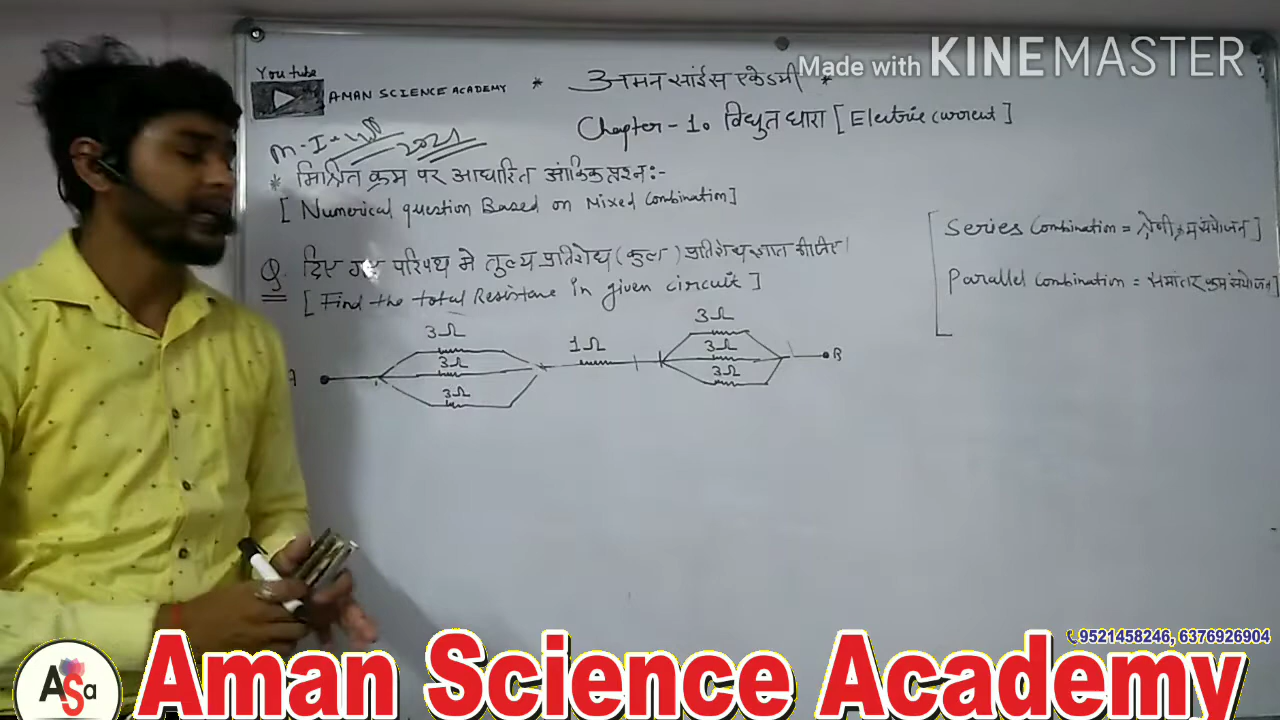 Made with KINEMASTER
You tube
AMAN SCIENCE ACADEMY * अमन साइंस एकेडमी *
Chapter - 1. विद्युत धारा [Electric current]
2021
* मिश्रित क्रम पर आधारित आंकिक प्रश्न:-
[Numerical question Based on Mixed Combination]
Series Combination = श्रेणीक्रम संयोजन]
Parallel Combination = समांतर क्रम संयोजन]
Q. दिए गए परिपथ मे तुल्य प्रतिरोध (कुल) प्रतिरोध ज्ञात कीजिए।
[Find the total Resistance In given circuit]
3Ω 3Ω 3Ω
1Ω
3Ω 3Ω 3Ω
A B
9521458246, 6376926904
ASa
Aman Science Academy